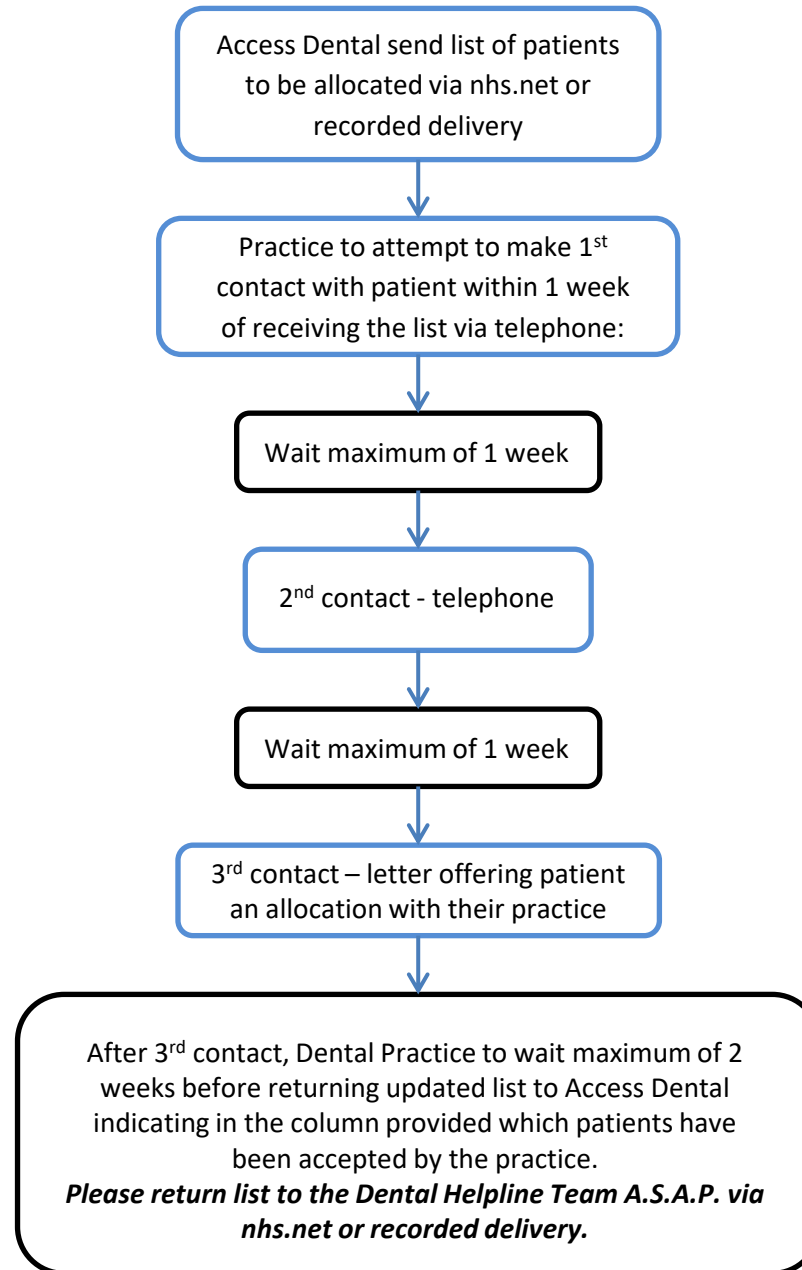 Access Dental send list of patients
to be allocated via nhs.net or
recorded delivery
Practice to attempt to make 1st
contact with patient within 1 week
of receiving the list via telephone:
Wait maximum of 1 week
2nd contact - telephone
Wait maximum of 1 week
3rd contact – letter offering patient
an allocation with their practice
After 3rd contact, Dental Practice to wait maximum of 2
weeks before returning updated list to Access Dental
indicating in the column provided which patients have
been accepted by the practice.
Please return list to the Dental Helpline Team A.S.A.P. via
nhs.net or recorded delivery.